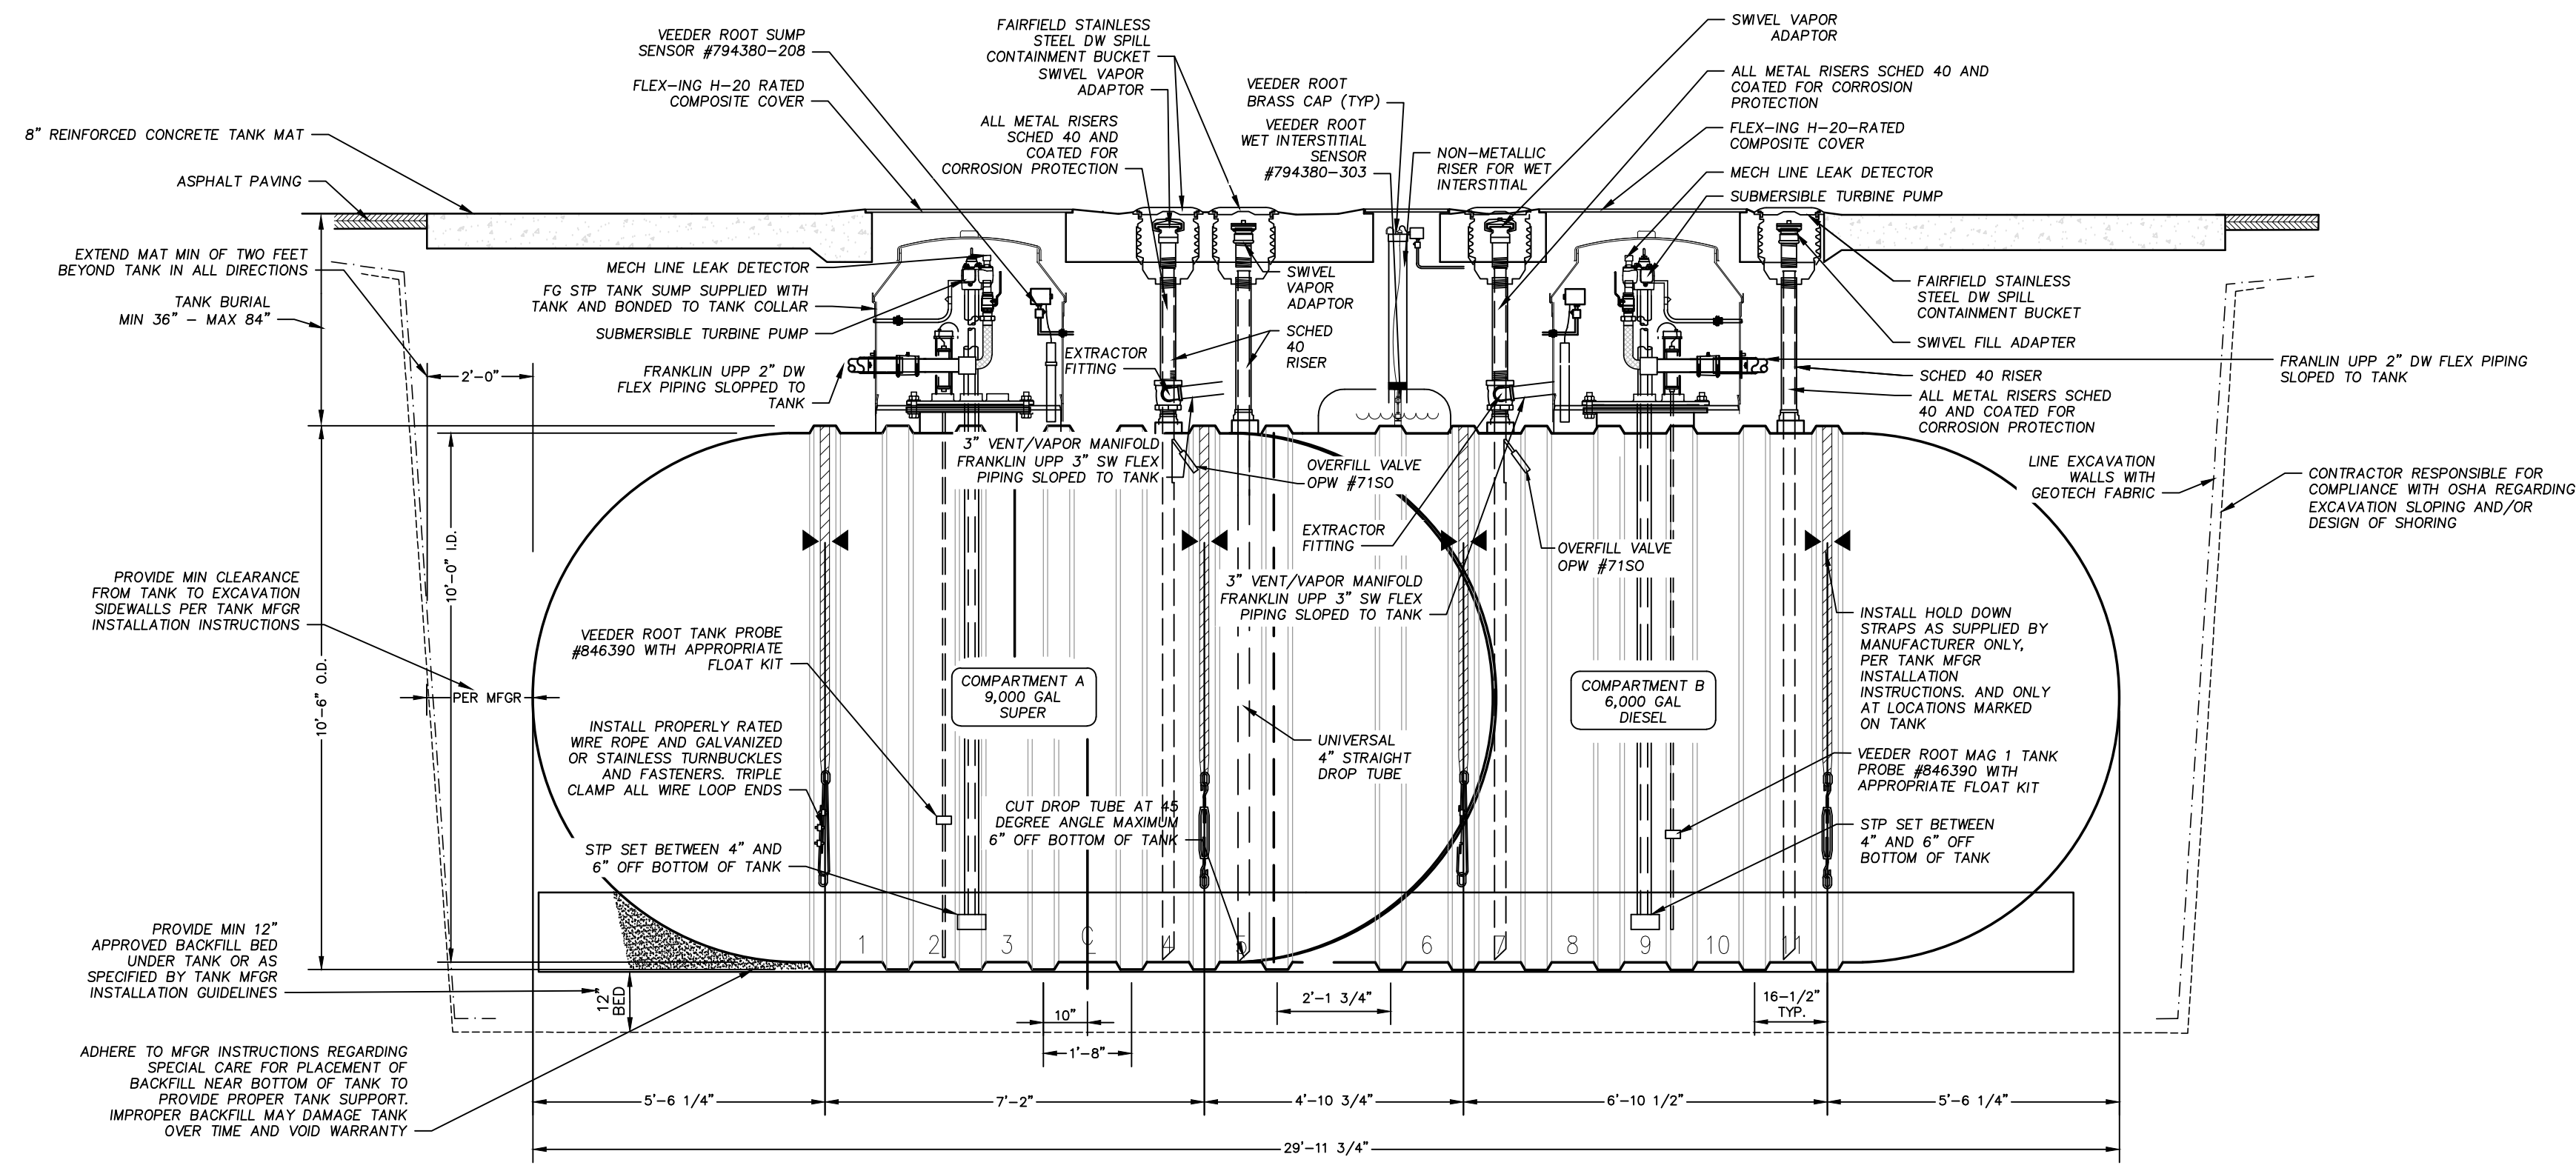 VEEDER ROOT SUMP
SENSOR #794380-208
FLEX-ING H-20 RATED
COMPOSITE COVER
8" REINFORCED CONCRETE TANK MAT
ASPHALT PAVING
EXTEND MAT MIN OF TWO FEET
BEYOND TANK IN ALL DIRECTIONS
TANK BURIAL
MIN 36" - MAX 84"
2'-0"
FAIRFIELD STAINLESS
STEEL DW SPILL
CONTAINMENT BUCKET
SWIVEL VAPOR
ADAPTOR
ALL METAL RISERS
SCHED 40 AND
COATED FOR
CORROSION PROTECTION
VEEDER ROOT
BRASS CAP (TYP)
VEEDER ROOT
WET INTERSTITIAL
SENSOR
#794380-303
NON-METALLIC
RISER FOR WET
INTERSTITIAL
SWIVEL VAPOR
ADAPTOR
ALL METAL RISERS SCHED 40 AND
COATED FOR CORROSION
PROTECTION
FLEX-ING H-20-RATED
COMPOSITE COVER
MECH LINE LEAK DETECTOR
SUBMERSIBLE TURBINE PUMP
MECH LINE LEAK DETECTOR
FG STP TANK SUMP SUPPLIED WITH
TANK AND BONDED TO TANK COLLAR
SUBMERSIBLE TURBINE PUMP
FRANKLIN UPP 2" DW
FLEX PIPING SLOPPED TO
TANK
EXTRACTOR
FITTING
SWIVEL
VAPOR
ADAPTOR
SCHED
40
RISER
FAIRFIELD STAINLESS
STEEL DW SPILL
CONTAINMENT BUCKET
SWIVEL FILL ADAPTER
SCHED 40 RISER
ALL METAL RISERS SCHED
40 AND COATED FOR
CORROSION PROTECTION
FRANLIN UPP 2" DW FLEX PIPING
SLOPED TO TANK
LINE EXCAVATION
WALLS WITH
GEOTECH FABRIC
CONTRACTOR RESPONSIBLE FOR
COMPLIANCE WITH OSHA REGARDING
EXCAVATION SLOPING AND/OR
DESIGN OF SHORING
3" VENT/VAPOR MANIFOLD
FRANKLIN UPP 3" SW FLEX
PIPING SLOPED TO TANK
OVERFILL VALVE
OPW #71SO
EXTRACTOR
FITTING
OVERFILL VALVE
OPW #71SO
3" VENT/VAPOR MANIFOLD
FRANKLIN UPP 3" SW FLEX
PIPING SLOPED TO TANK
10'-0" I.D.
10'-6" O.D.
PROVIDE MIN CLEARANCE
FROM TANK TO EXCAVATION
SIDEWALLS PER TANK MFGR
INSTALLATION INSTRUCTIONS
PER MFGR
VEEDER ROOT TANK PROBE
#846390 WITH APPROPRIATE
FLOAT KIT
COMPARTMENT A
9,000 GAL
SUPER
COMPARTMENT B
6,000 GAL
DIESEL
INSTALL HOLD DOWN
STRAPS AS SUPPLIED BY
MANUFACTURER ONLY,
PER TANK MFGR
INSTALLATION
INSTRUCTIONS. AND ONLY
AT LOCATIONS MARKED
ON TANK
INSTALL PROPERLY RATED
WIRE ROPE AND GALVANIZED
OR STAINLESS TURNBUCKLES
AND FASTENERS. TRIPLE
CLAMP ALL WIRE LOOP ENDS
UNIVERSAL
4" STRAIGHT
DROP TUBE
VEEDER ROOT MAG 1 TANK
PROBE #846390 WITH
APPROPRIATE FLOAT KIT
CUT DROP TUBE AT 45
DEGREE ANGLE MAXIMUM
6" OFF BOTTOM OF TANK
STP SET BETWEEN 4" AND
6" OFF BOTTOM OF TANK
STP SET BETWEEN
4" AND 6" OFF
BOTTOM OF TANK
1 2 3 C 4 5 6 7 8 9 10 11
PROVIDE MIN 12"
APPROVED BACKFILL BED
UNDER TANK OR AS
SPECIFIED BY TANK MFGR
INSTALLATION GUIDELINES
12"
BED
10"
1'-8"
2'-1 3/4"
16-1/2"
TYP.
ADHERE TO MFGR INSTRUCTIONS REGARDING
SPECIAL CARE FOR PLACEMENT OF
BACKFILL NEAR BOTTOM OF TANK TO
PROVIDE PROPER TANK SUPPORT.
IMPROPER BACKFILL MAY DAMAGE TANK
OVER TIME AND VOID WARRANTY
5'-6 1/4"
7'-2"
4'-10 3/4"
6'-10 1/2"
5'-6 1/4"
29'-11 3/4"